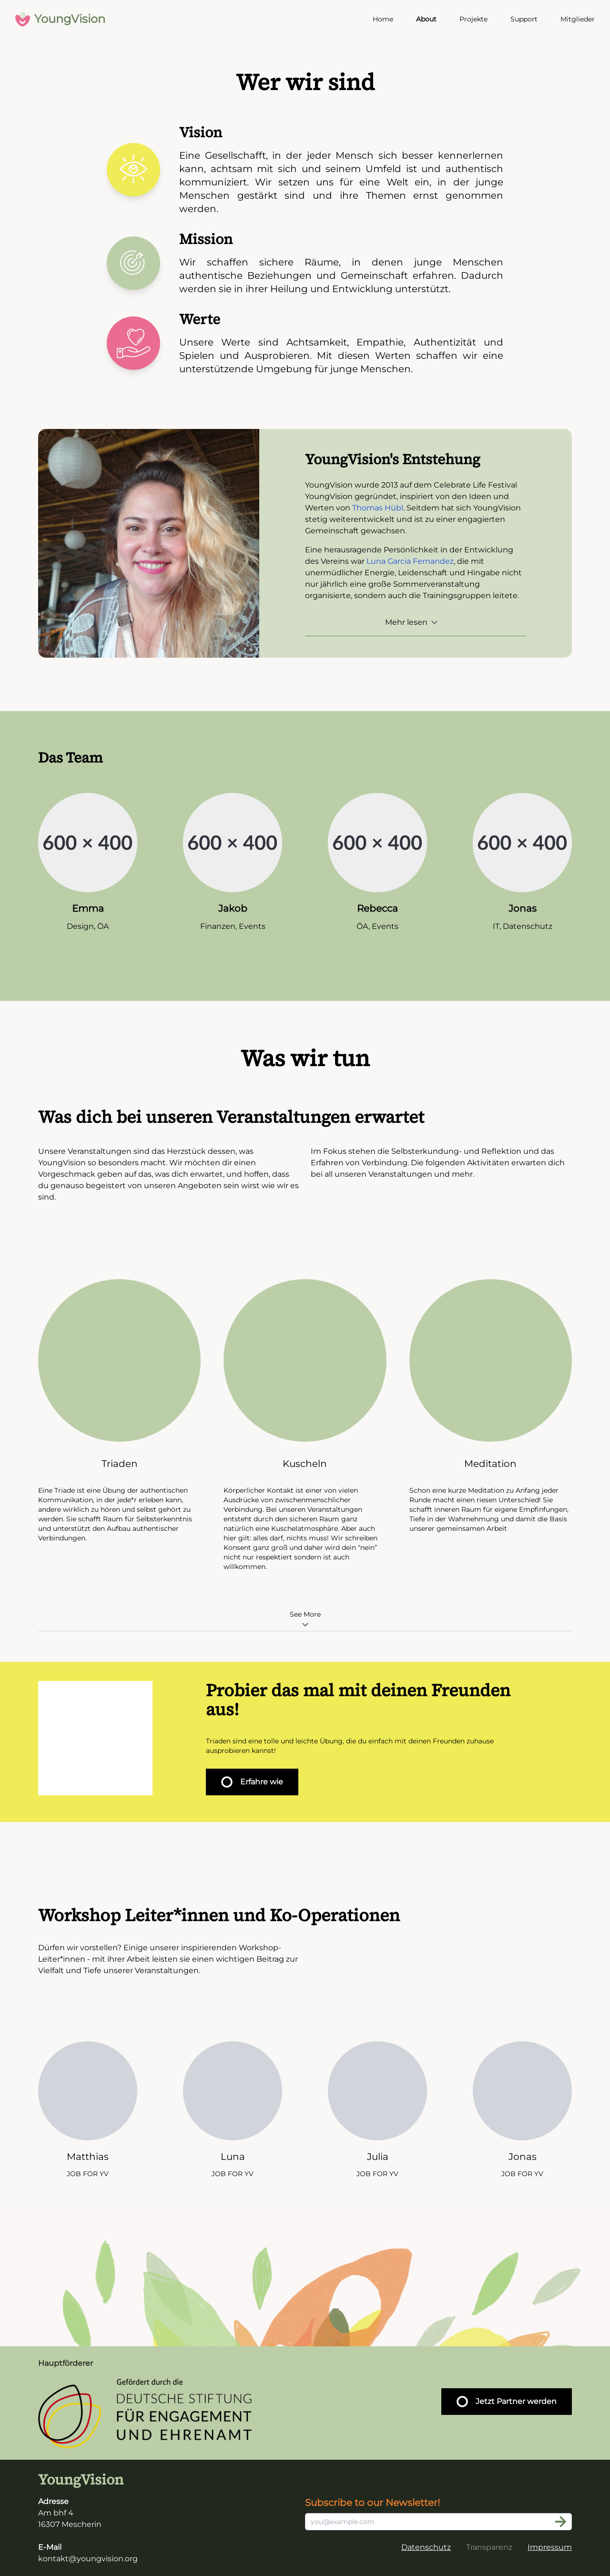 YoungVision
Home About Projekte Support Mitglieder
Wer wir sind
Vision
Eine Gesellschafft, in der jeder Mensch sich besser kennerlernen
kann, achtsam mit sich und seinem Umfeld ist und authentisch
kommuniziert. Wir setzen uns für eine Welt ein, in der junge
Menschen gestärkt sind und ihre Themen ernst genommen
werden.
Mission
Wir schaffen sichere Räume, in denen junge Menschen
authentische Beziehungen und Gemeinschaft erfahren. Dadurch
werden sie in ihrer Heilung und Entwicklung unterstützt.
Werte
Unsere Werte sind Achtsamkeit, Empathie, Authentizität und
Spielen und Ausprobieren. Mit diesen Werten schaffen wir eine
unterstützende Umgebung für junge Menschen.
YoungVision's Entstehung
YoungVision wurde 2013 auf dem Celebrate Life Festival
YoungVision gegründet, inspiriert von den Ideen und
Werten von Thomas Hübl. Seitdem hat sich YoungVision
stetig weiterentwickelt und ist zu einer engagierten
Gemeinschaft gewachsen.
Eine herausragende Persönlichkeit in der Entwicklung
des Vereins war Luna Garcia Fernandez, die mit
unermüdlicher Energie, Leidenschaft und Hingabe nicht
nur jährlich eine große Sommerveranstaltung
organisierte, sondern auch die Trainingsgruppen leitete.
Mehr lesen
Das Team
600 × 400 600 × 400 600 × 400 600 × 400
Emma Jakob Rebecca Jonas
Design, ÖA Finanzen, Events ÖA, Events IT, Datenschutz
Was wir tun
Was dich bei unseren Veranstaltungen erwartet
Unsere Veranstaltungen sind das Herzstück dessen, was
YoungVision so besonders macht. Wir möchten dir einen
Vorgeschmack geben auf das, was dich erwartet, und hoffen, dass
du genauso begeistert von unseren Angeboten sein wirst wie wir es
sind.
Im Fokus stehen die Selbsterkundung- und Reflektion und das
Erfahren von Verbindung. Die folgenden Aktivitäten erwarten dich
bei all unseren Veranstaltungen und mehr.
Triaden
Eine Triade ist eine Übung der authentischen
Kommunikation, in der jede*r erleben kann,
andere wirklich zu hören und selbst gehört zu
werden. Sie schafft Raum für Selbsterkenntnis
und unterstützt den Aufbau authentischer
Verbindungen.
Kuscheln
Körperlicher Kontakt ist einer von vielen
Ausdrücke von zwischenmenschlicher
Verbindung. Bei unseren Veranstaltungen
entsteht durch den sicheren Raum ganz
natürlich eine Kuschelatmosphäre. Aber auch
hier gilt: alles darf, nichts muss! Wir schreiben
Konsent ganz groß und daher wird dein “nein”
nicht nur respektiert sondern ist auch
willkommen.
Meditation
Schon eine kurze Meditation zu Anfang jeder
Runde macht einen riesen Unterschied! Sie
schafft inneren Raum für eigene Empfingungen,
Tiefe in der Wahrnehmung und damit die Basis
unserer gemeinsamen Arbeit
See More
Probier das mal mit deinen Freunden
aus!
Triaden sind eine tolle und leichte Übung, die du einfach mit deinen Freunden zuhause
ausprobieren kannst!
Erfahre wie
Workshop Leiter*innen und Ko-Operationen
Dürfen wir vorstellen? Einige unserer inspirierenden Workshop-
Leiter*innen - mit ihrer Arbeit leisten sie einen wichtigen Beitrag zur
Vielfalt und Tiefe unserer Veranstaltungen.
Matthias Luna Julia Jonas
JOB FOR YV JOB FOR YV JOB FOR YV JOB FOR YV
Hauptförderer
Gefördert durch die
DEUTSCHE STIFTUNG
FÜR ENGAGEMENT
UND EHRENAMT
Jetzt Partner werden
YoungVision
Adresse
Am bhf 4
16307 Mescherin
E-Mail
kontakt@youngvision.org
Subscribe to our Newsletter!
you@example.com
Datenschutz Transparenz Impressum